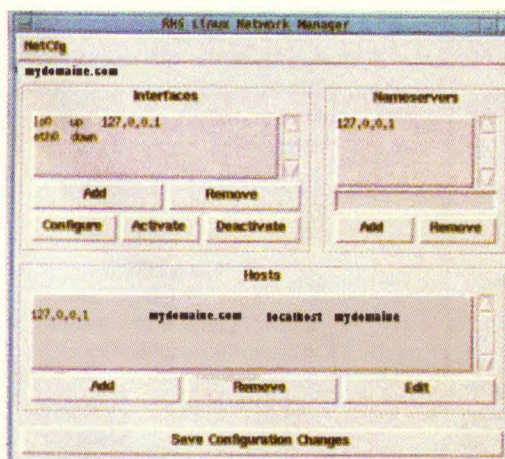 RHS Linux Network Manager
NetCfg
mydomaine.com
Interfaces
lo0 up 127,0,0,1
eth0 down
Add Remove
Configure Activate Deactivate
Nameservers
127,0,0,1
Add Remove
Hosts
127,0,0,1 mydomaine.com localhost mydomaine
Add Remove Edit
Save Configuration Changes